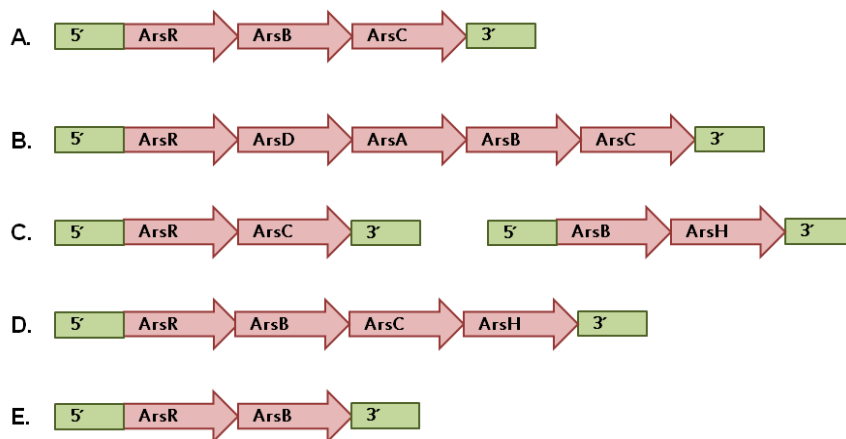 A. 5´ ArsR ArsB ArsC 3´
B. 5´ ArsR ArsD ArsA ArsB ArsC 3´
C. 5´ ArsR ArsC 3´ 5´ ArsB ArsH 3´
D. 5´ ArsR ArsB ArsC ArsH 3´
E. 5´ ArsR ArsB 3´